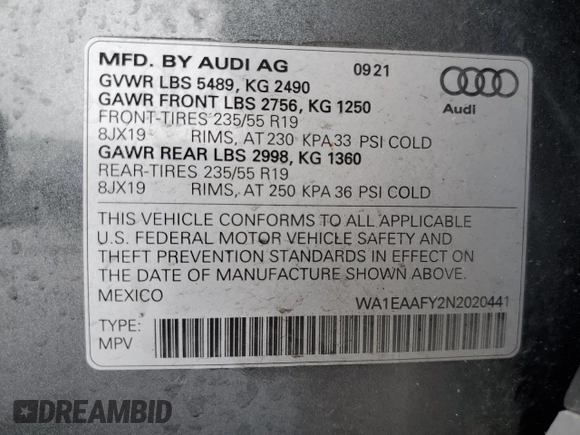 MFD. BY AUDI AG 09 21
GVWR LBS 5489, KG 2490
GAWR FRONT LBS 2756, KG 1250
FRONT-TIRES 235/55 R19
8JX19 RIMS, AT 230 KPA 33 PSI COLD
GAWR REAR LBS 2998, KG 1360
REAR-TIRES 235/55 R19
8JX19 RIMS, AT 250 KPA 36 PSI COLD
Audi
THIS VEHICLE CONFORMS TO ALL APPLICABLE
U.S. FEDERAL MOTOR VEHICLE SAFETY AND
THEFT PREVENTION STANDARDS IN EFFECT ON
THE DATE OF MANUFACTURE SHOWN ABOVE.
MEXICO WA1EAAFY2N2020441
TYPE:
MPV
DREAMBID